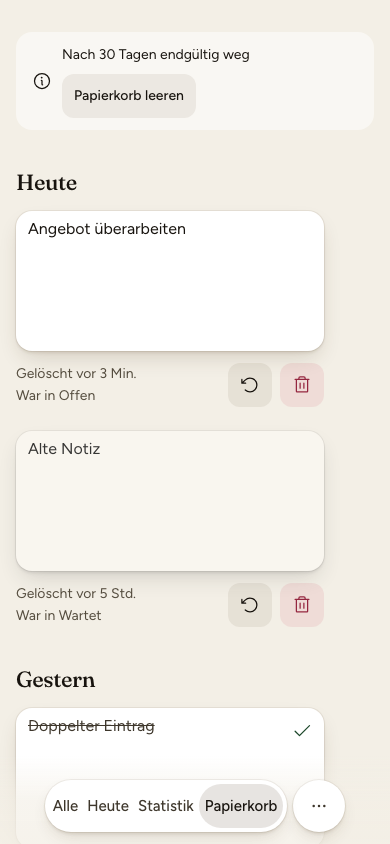 Nach 30 Tagen endgültig weg
Papierkorb leeren
Heute
Angebot überarbeiten
Gelöscht vor 3 Min.
War in Offen
Alte Notiz
Gelöscht vor 5 Std.
War in Wartet
Gestern
Doppelter Eintrag
Alle Heute Statistik Papierkorb